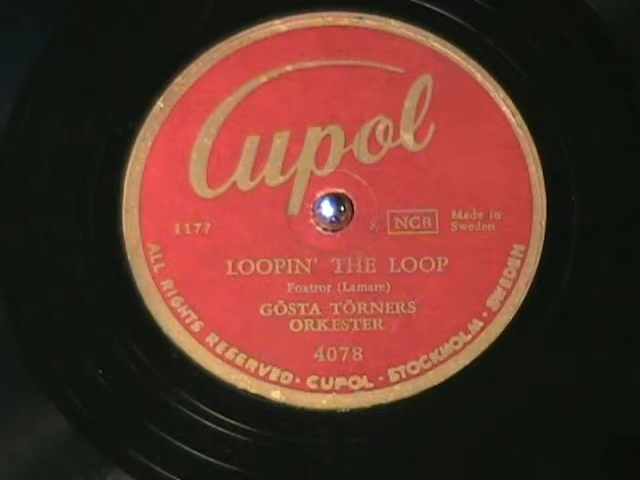 Cupol
1177
NCB
Made in
Sweden
LOOPIN' THE LOOP
Foxtror (Lamare)
GÖSTA TÖRNERS
ORKESTER
4078
ALL RIGHTS RESERVED · CUPOL · STOCKHOLM · SWEDEN